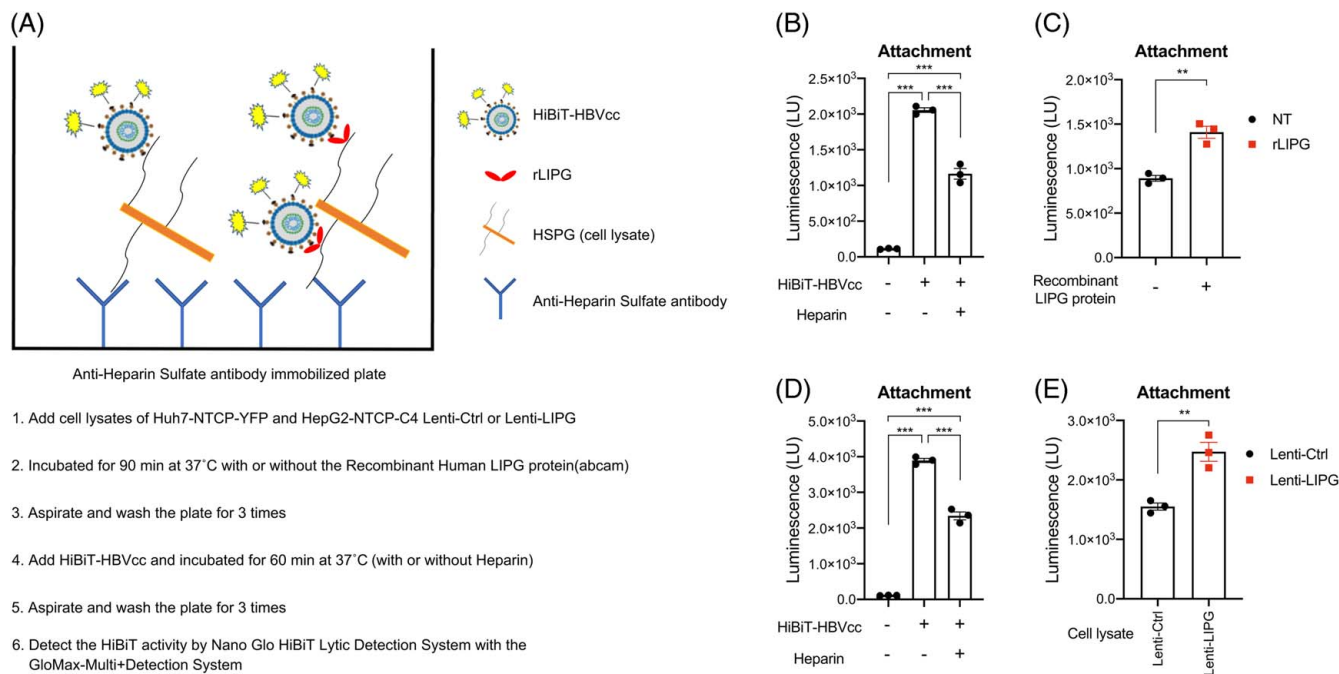 (A)
HiBiT-HBVcc
rLIPG
HSPG (cell lysate)
Anti-Heparin Sulfate antibody
Anti-Heparin Sulfate antibody immobilized plate
1. Add cell lysates of Huh7-NTCP-YFP and HepG2-NTCP-C4 Lenti-Ctrl or Lenti-LIPG
2. Incubated for 90 min at 37˚C with or without the Recombinant Human LIPG protein(abcam)
3. Aspirate and wash the plate for 3 times
4. Add HiBiT-HBVcc and incubated for 60 min at 37˚C (with or without Heparin)
5. Aspirate and wash the plate for 3 times
6. Detect the HiBiT activity by Nano Glo HiBiT Lytic Detection System with the
GloMax-Multi+Detection System
(B)
Attachment
***
*** ***
Luminescence (LU)
2.5×10³
2.0×10³
1.5×10³
1.0×10³
5.0×10²
0.0
HiBiT-HBVcc - + +
Heparin - - +
(C)
Attachment
**
Luminescence (LU)
2.0×10³
1.5×10³
1.0×10³
5.0×10²
0.0
Recombinant
LIPG protein - +
NT
rLIPG
(D)
Attachment
***
*** ***
Luminescence (LU)
5.0×10³
4.0×10³
3.0×10³
2.0×10³
1.0×10³
0.0
HiBiT-HBVcc - + +
Heparin - - +
(E)
Attachment
**
Luminescence (LU)
3.0×10³
2.0×10³
1.0×10³
0.0
Cell lysate
Lenti-Ctrl
Lenti-LIPG
Lenti-Ctrl
Lenti-LIPG